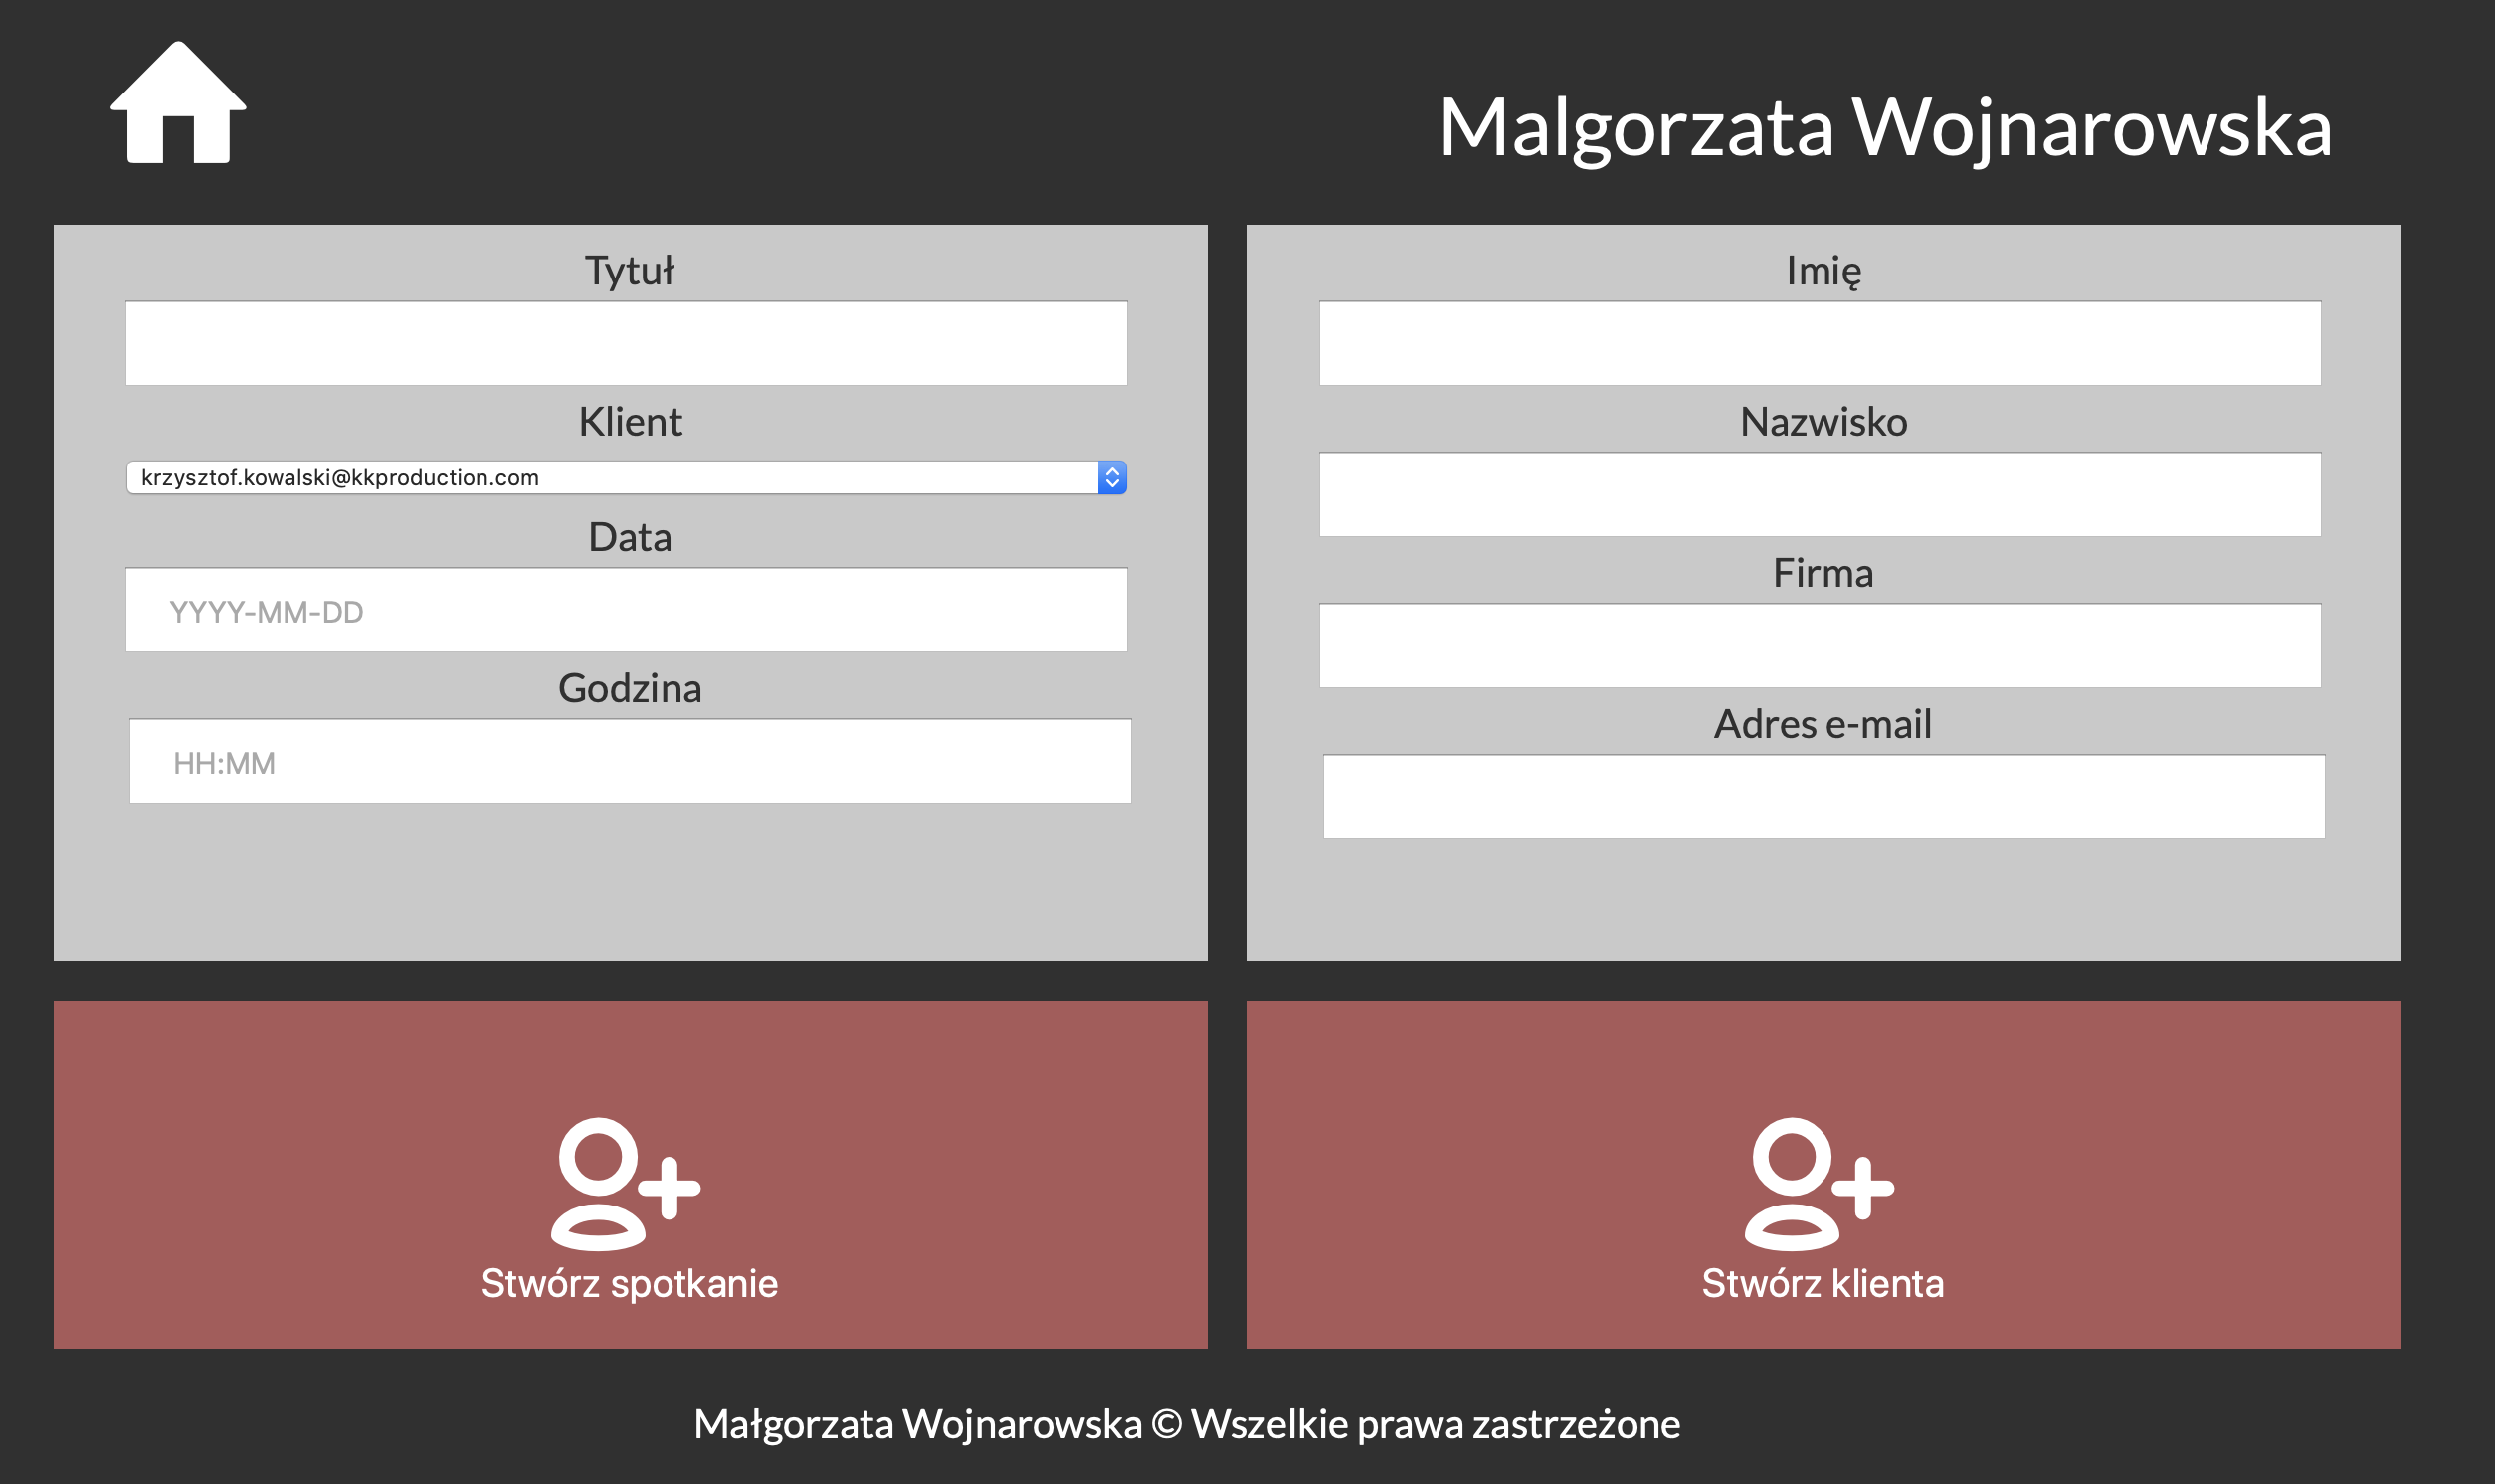 Malgorzata Wojnarowska
Tytuł
Klient
krzysztof.kowalski@kkproduction.com
Data
YYYY-MM-DD
Godzina
HH:MM
Imię
Nazwisko
Firma
Adres e-mail
Stwórz spotkanie
Stwórz klienta
Małgorzata Wojnarowska © Wszelkie prawa zastrzeżone